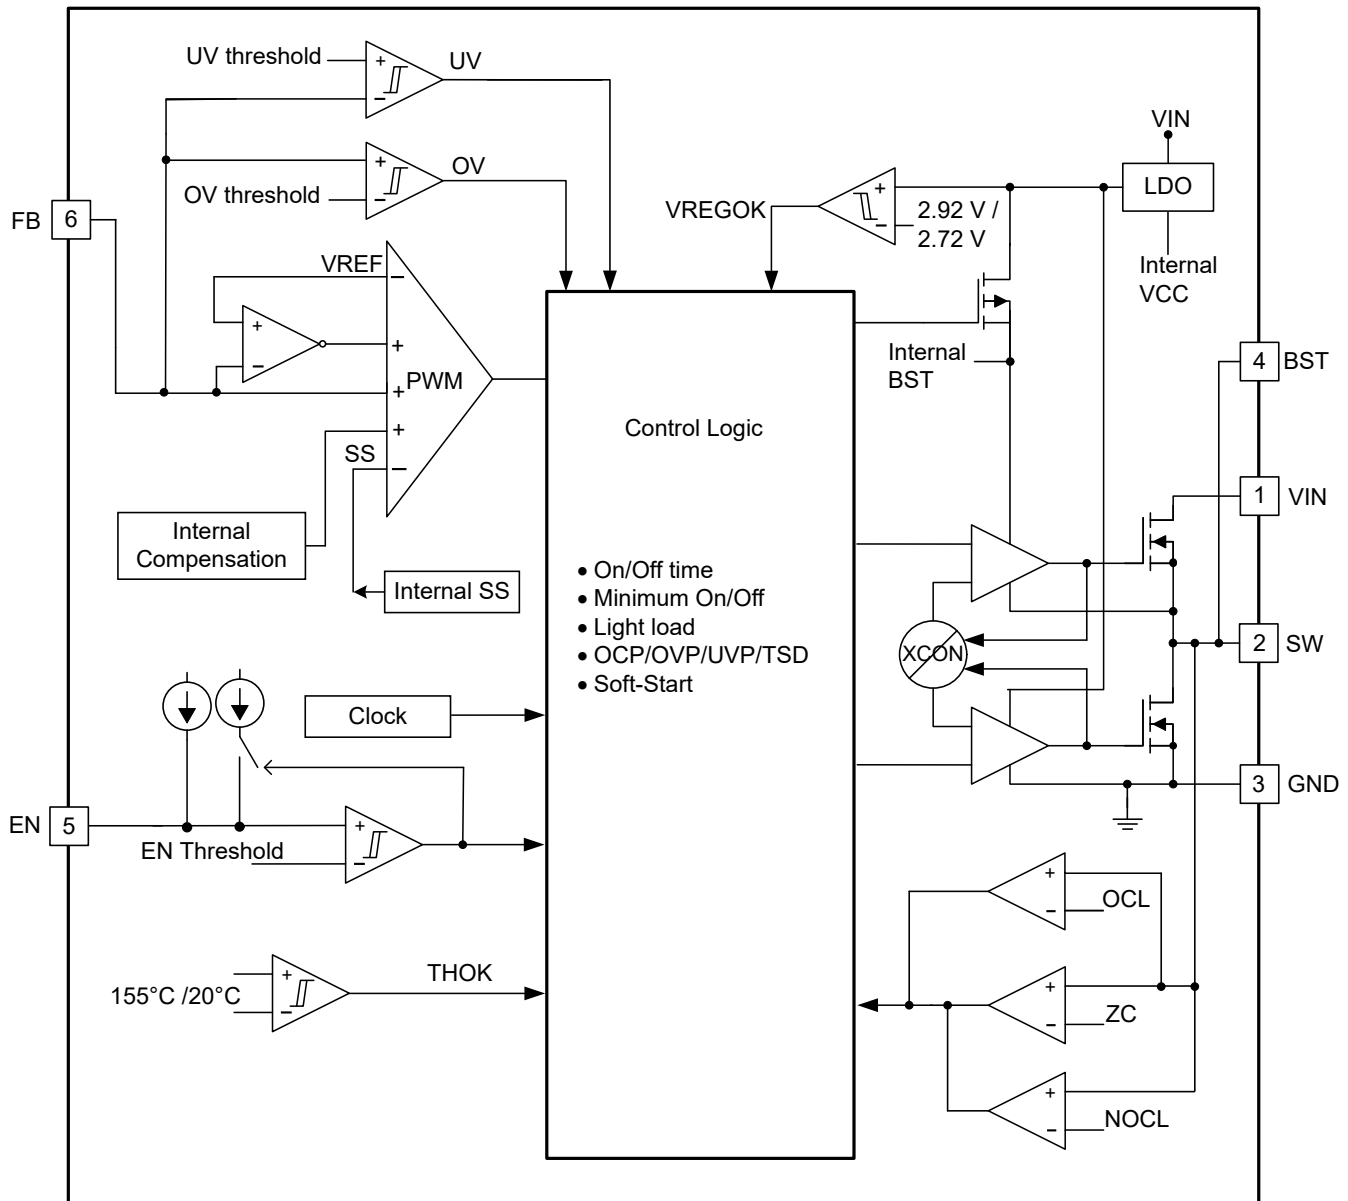 UV threshold
+
−
UV
OV threshold
+
−
OV
FB
6
VREF
−
+
−
+
+
PWM
+
SS
−
Internal
Compensation
Internal SS
Clock
EN
5
EN Threshold
+
−
155°C /20°C
+
−
THOK
Control Logic
• On/Off time
• Minimum On/Off
• Light load
• OCP/OVP/UVP/TSD
• Soft-Start
VREGOK
+
−
2.92 V /
2.72 V
VIN
LDO
Internal
VCC
Internal
BST
4
BST
1
VIN
XCON
2
SW
3
GND
+
−
OCL
+
−
ZC
+
−
NOCL